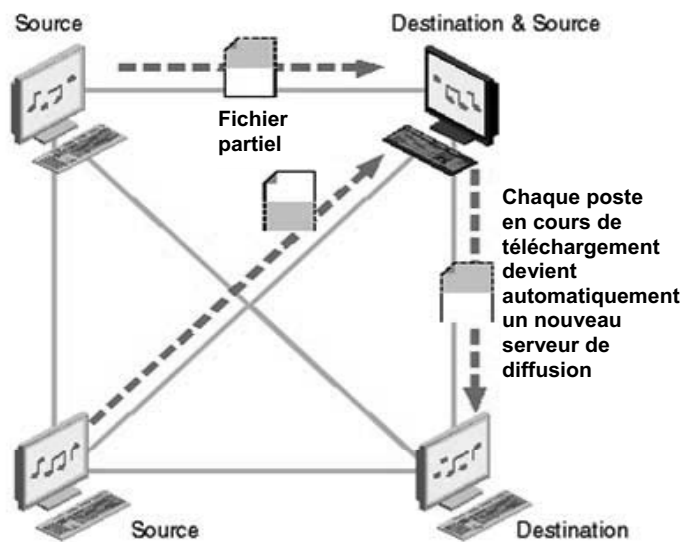 Source
Destination & Source
Fichier
partiel
Chaque poste
en cours de
téléchargement
devient
automatiquement
un nouveau
serveur de
diffusion
Source
Destination